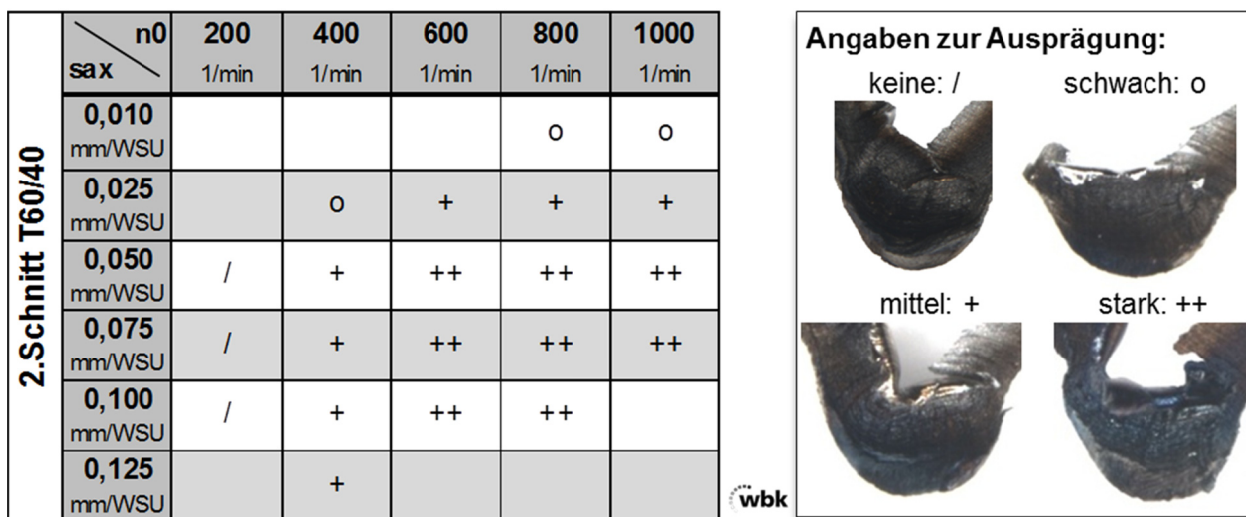 2.Schnitt T60/40
n0 200 400 600 800 1000
sax 1/min 1/min 1/min 1/min 1/min
0,010
mm/WSU o o
0,025
mm/WSU o + + +
0,050
mm/WSU / + ++ ++ ++
0,075
mm/WSU / + ++ ++ ++
0,100
mm/WSU / + ++ ++
0,125
mm/WSU +
wbk
Angaben zur Ausprägung:
keine: / schwach: o
mittel: + stark: ++